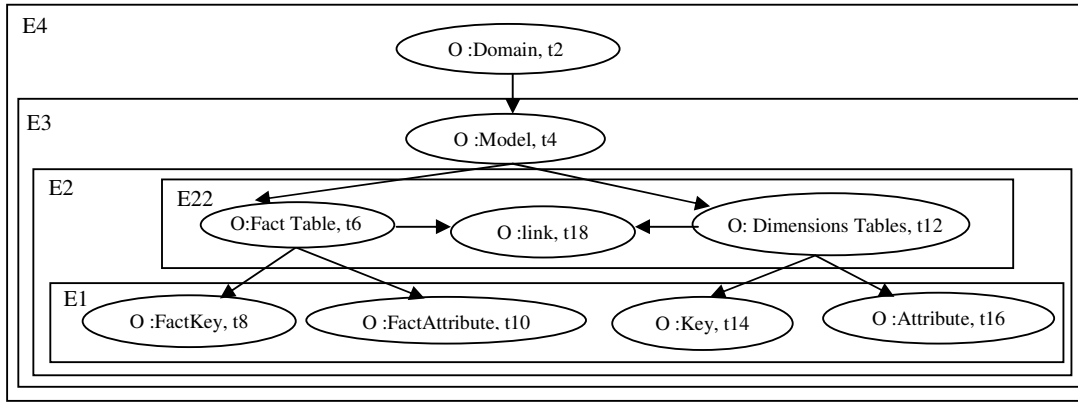 E4
O :Domain, t2
E3
O :Model, t4
E2
E22
O:Fact Table, t6
O :link, t18
O: Dimensions Tables, t12
E1
O :FactKey, t8
O :FactAttribute, t10
O :Key, t14
O :Attribute, t16